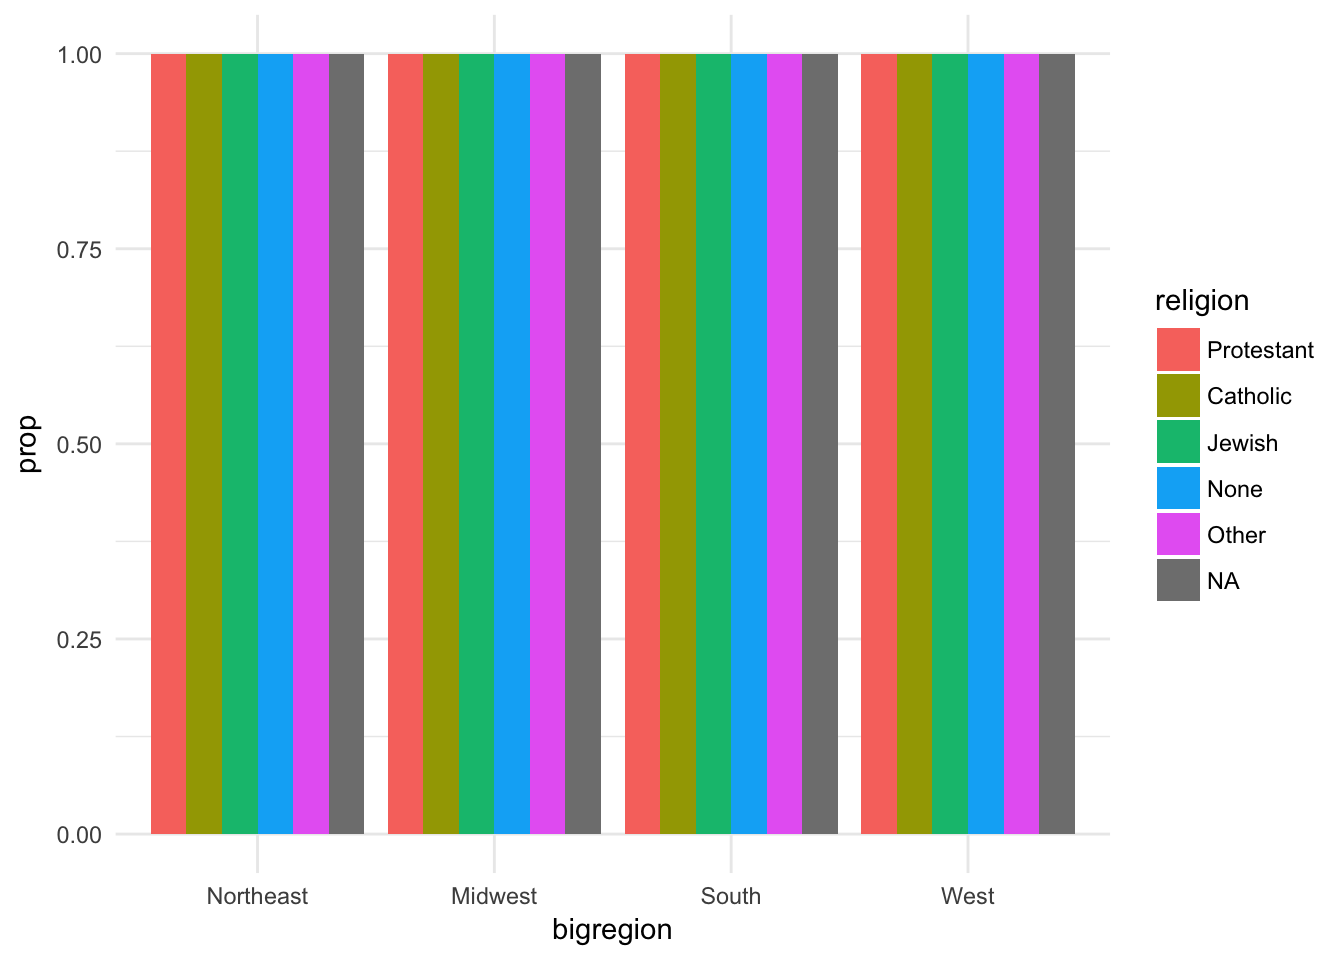 1.00
0.75
0.50
0.25
0.00
prop
Northeast Midwest South West
bigregion
religion
Protestant
Catholic
Jewish
None
Other
NA